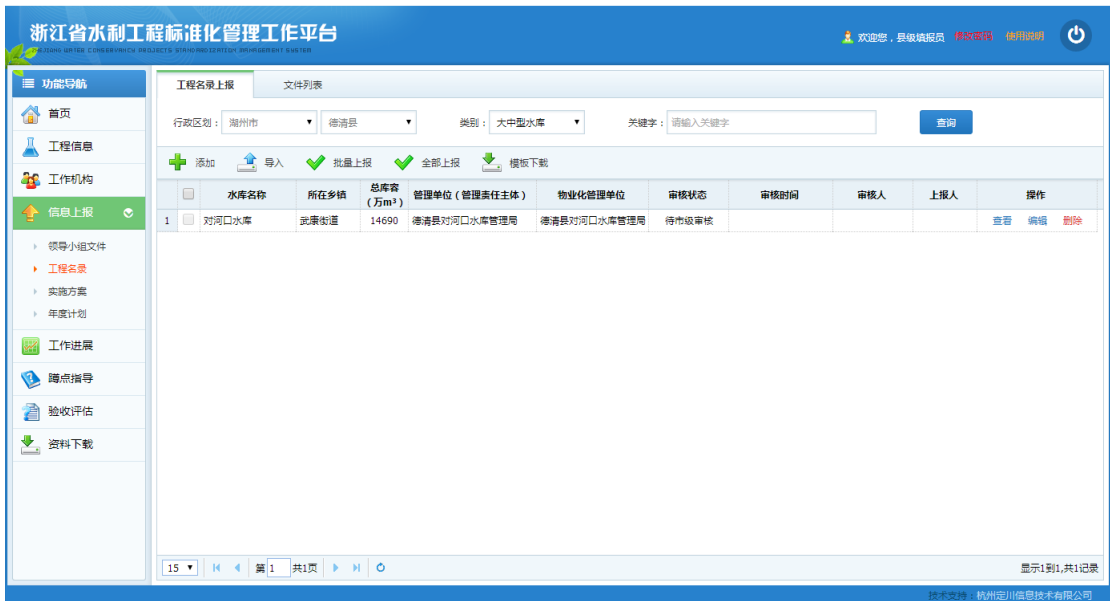 浙江省水利工程标准化管理工作平台
ZHEJIANG WATER CONSERVANCY PROJECTS STANDARDIZATION MANAGEMENT SYSTEM
欢迎您，县级填报员 修改密码 使用说明
功能导航
首页
工程信息
工作机构
信息上报
领导小组文件
工程名录
实施方案
年度计划
工作进展
蹲点指导
验收评估
资料下载
工程名录上报 文件列表
行政区划： 湖州市 德清县 类别： 大中型水库 关键字： 请输入关键字 查询
添加 导入 批量上报 全部上报 模板下载
水库名称 所在乡镇 总库容（万m³） 管理单位（管理责任主体） 物业化管理单位 审核状态 审核时间 审核人 上报人 操作
1 对河口水库 武康街道 14690 德清县对河口水库管理局 德清县对河口水库管理局 待市级审核 查看 编辑 删除
15 第 1 共1页 显示1到1,共1记录
技术支持：杭州定川信息技术有限公司